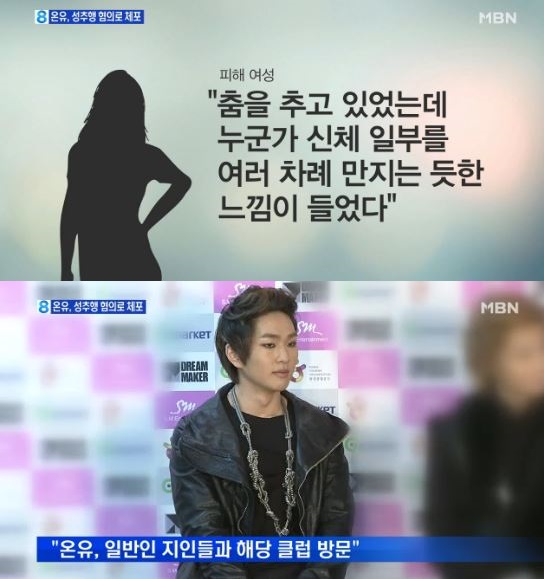 8 온유, 성추행 혐의로 체포
MBN
피해 여성
"춤을 추고 있었는데
누군가 신체 일부를
여러 차례 만지는 듯한
느낌이 들었다"
8 온유, 성추행 혐의로 체포
MBN
SM
Entertainment
DREAM
MAKER
SM
"온유, 일반인 지인들과 해당 클럽 방문"